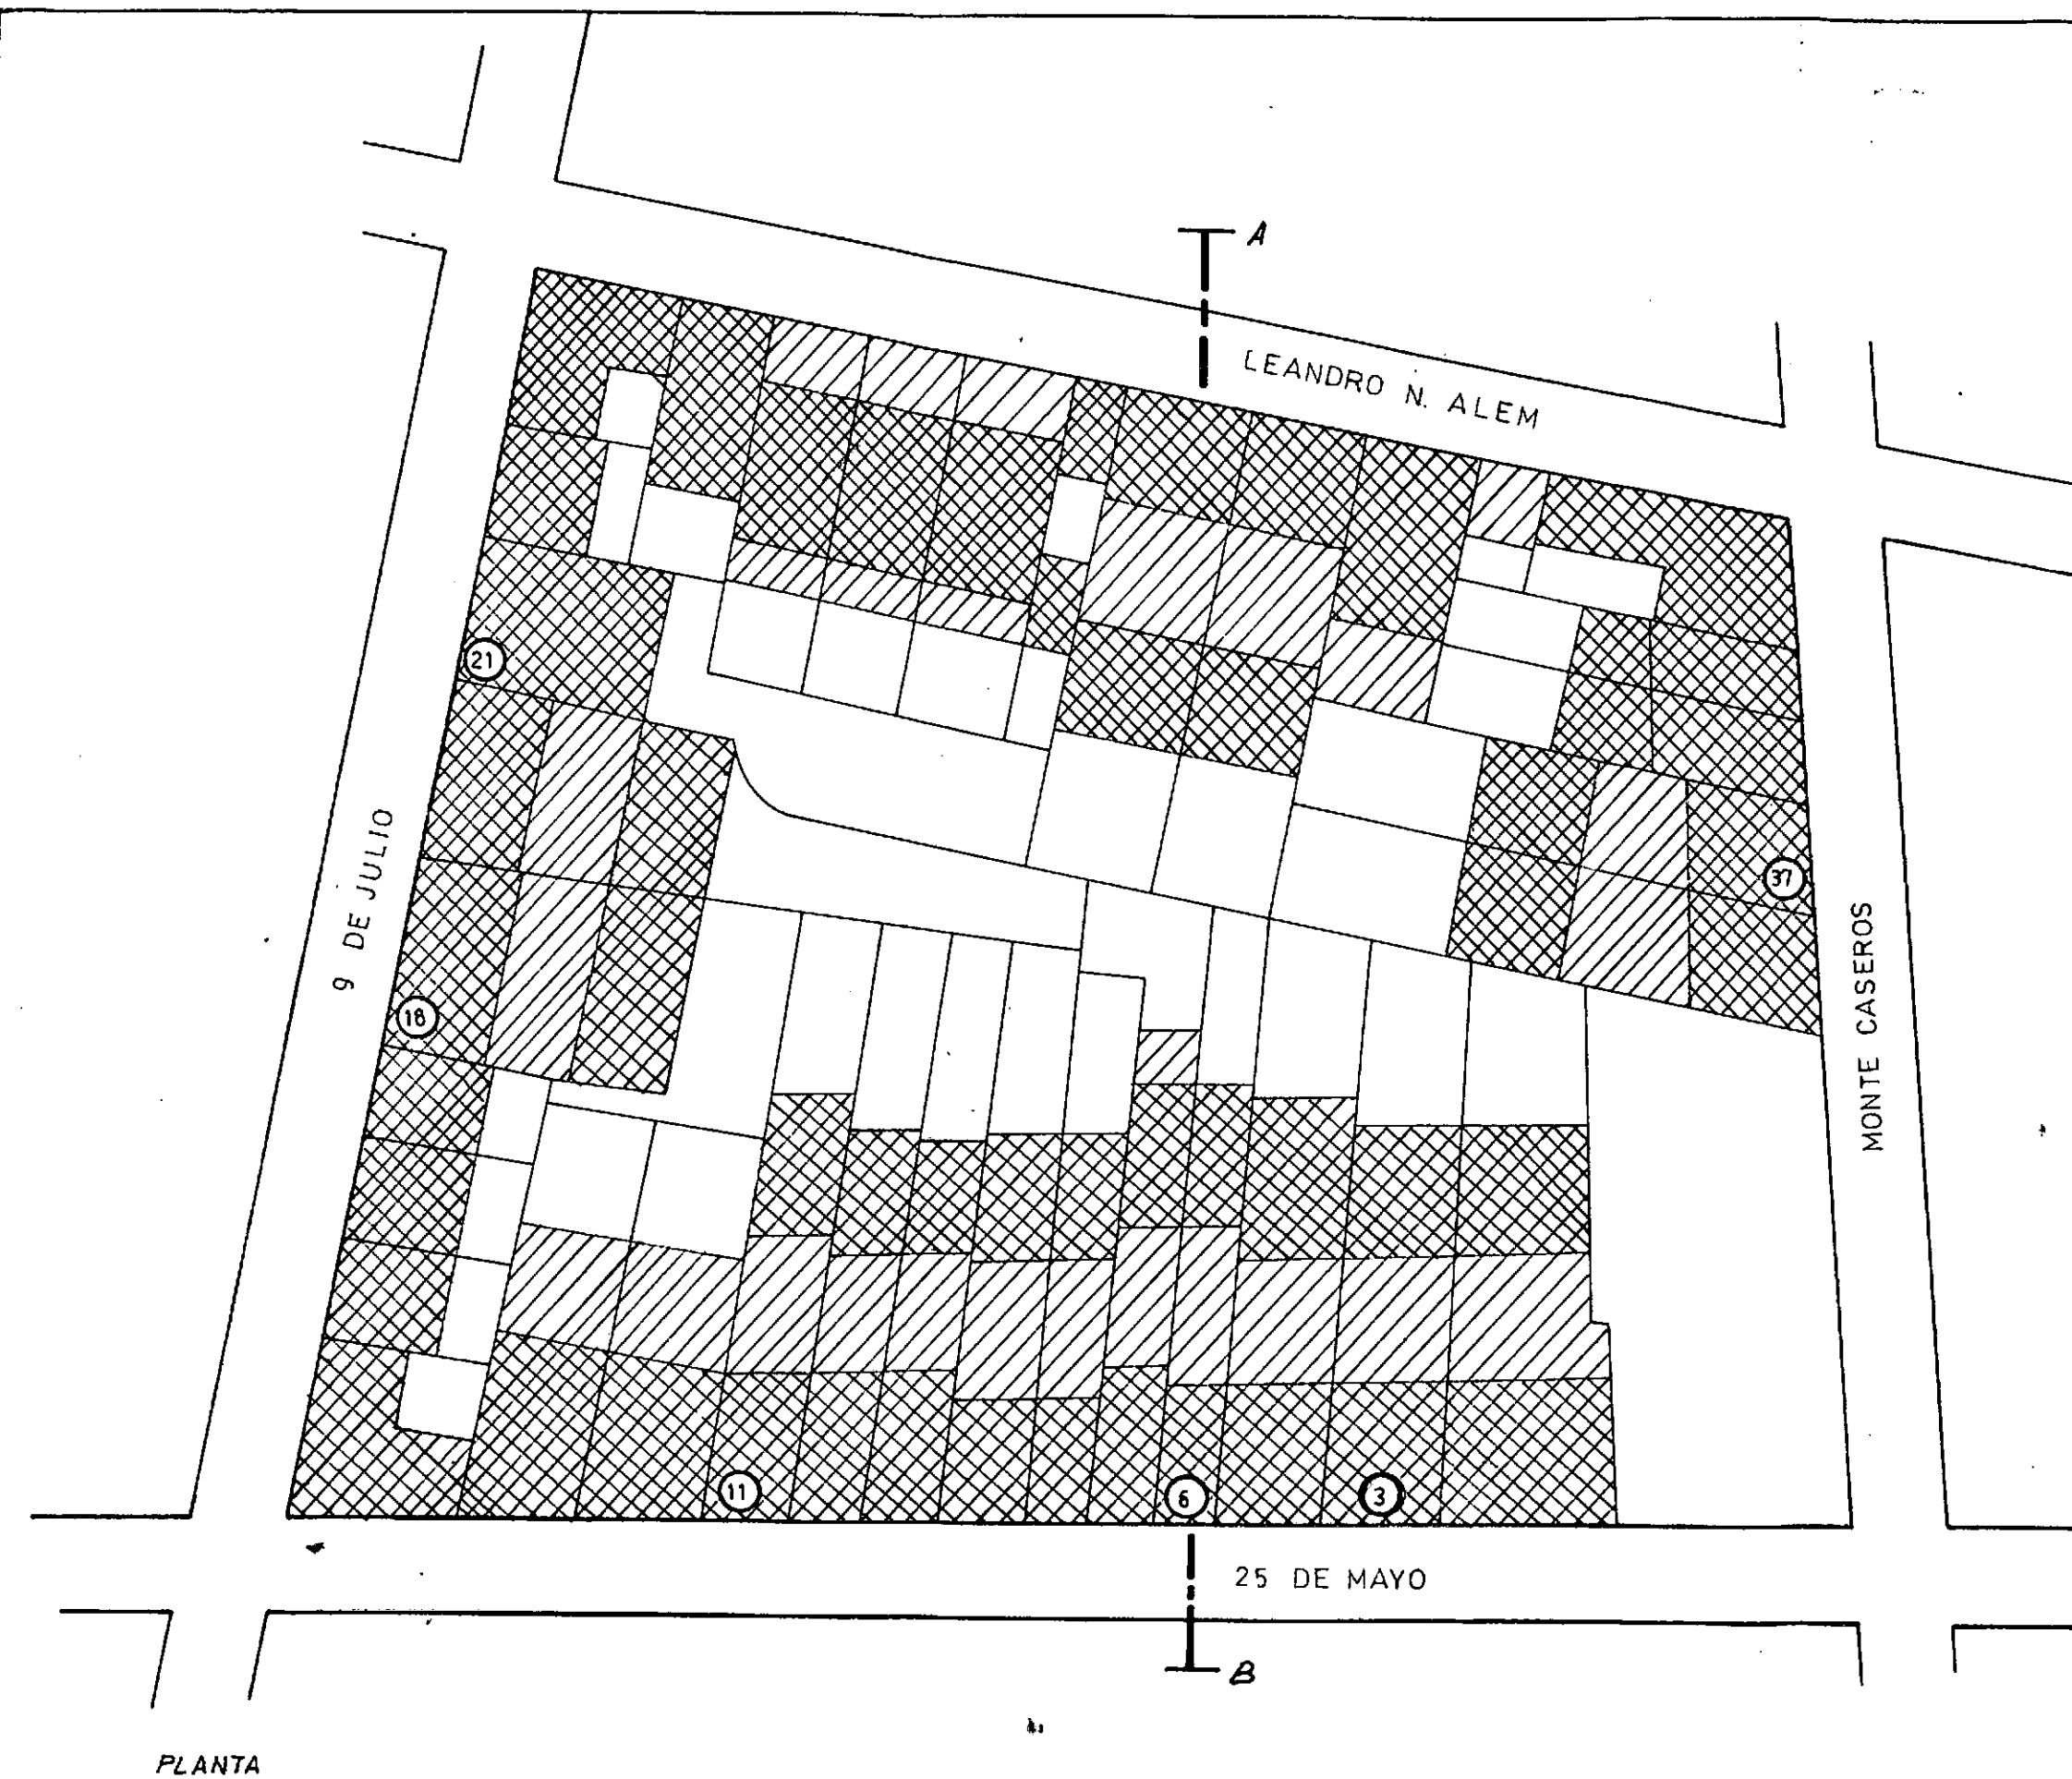 A
LEANDRO N. ALEM
21
9 DE JULIO
37
18
MONTE CASEROS
11
6
3
25 DE MAYO
B
PLANTA